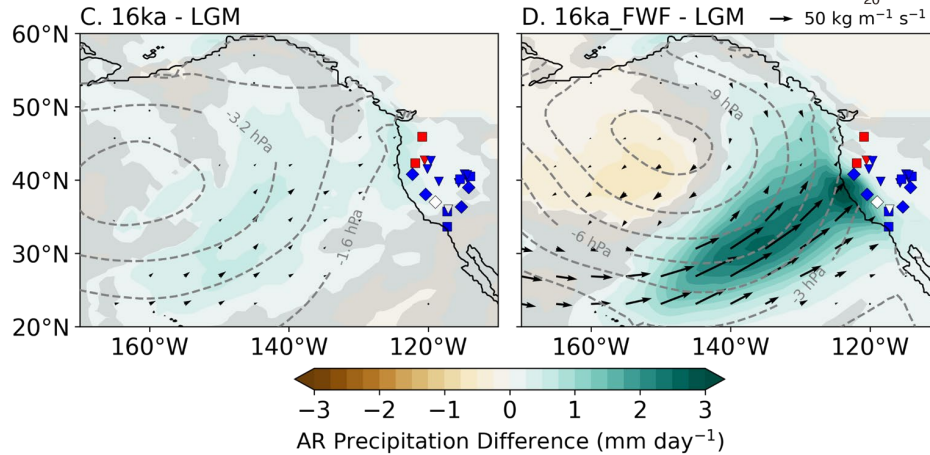 20
C. 16ka - LGM
D. 16ka_FWF - LGM
50 kg m⁻¹ s⁻¹
60°N
50°N
40°N
30°N
20°N
-3.2 hPa
-1.6 hPa
-9 hPa
-6 hPa
-3 hPa
160°W 140°W 120°W
160°W 140°W 120°W
−3 −2 −1 0 1 2 3
AR Precipitation Difference (mm day⁻¹)